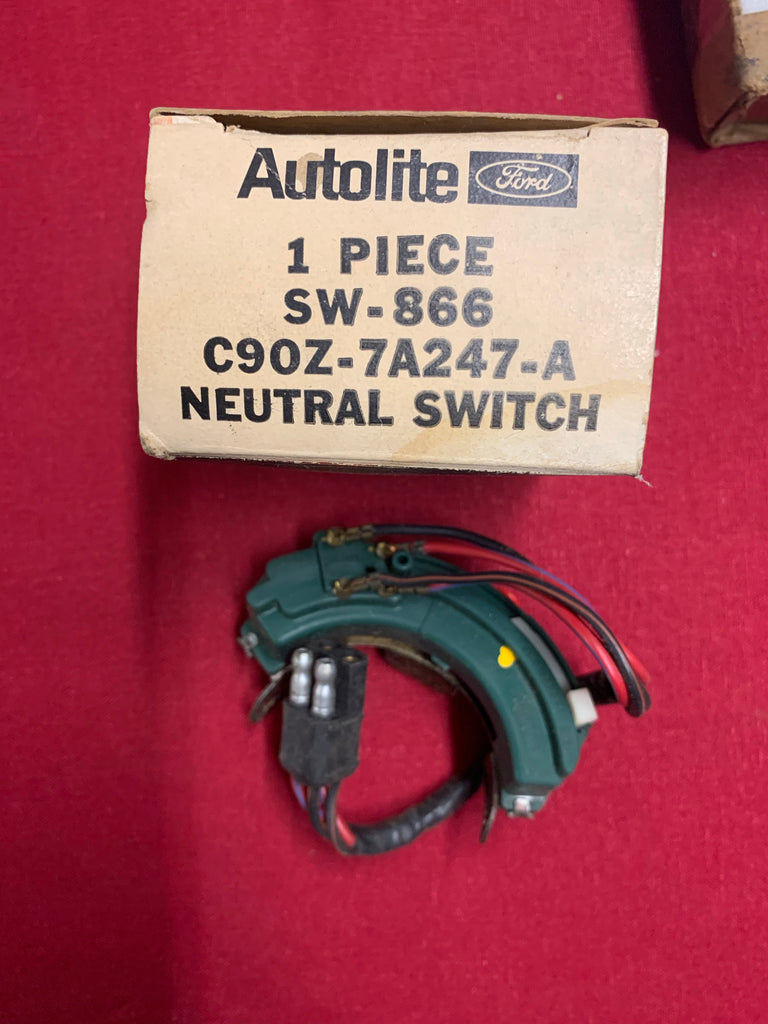 Autolite Ford
1 PIECE
SW-866
C9OZ-7A247-A
NEUTRAL SWITCH